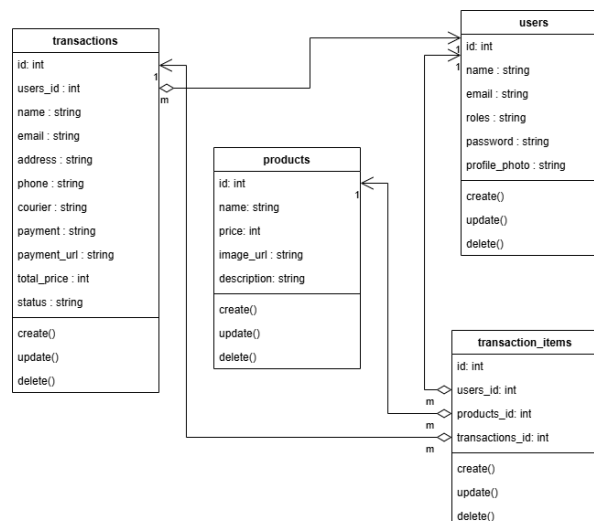 transactions
id: int
users_id : int
name : string
email : string
address : string
phone : string
courier : string
payment : string
payment_url : string
total_price : int
status : string
create()
update()
delete()
1
m
users
id: int
name : string
email : string
roles : string
password : string
profile_photo : string
create()
update()
delete()
1
1
products
id: int
name: string
price: int
image_url : string
description: string
create()
update()
delete()
1
transaction_items
id: int
users_id: int
products_id: int
transactions_id: int
create()
update()
delete()
m
m
m